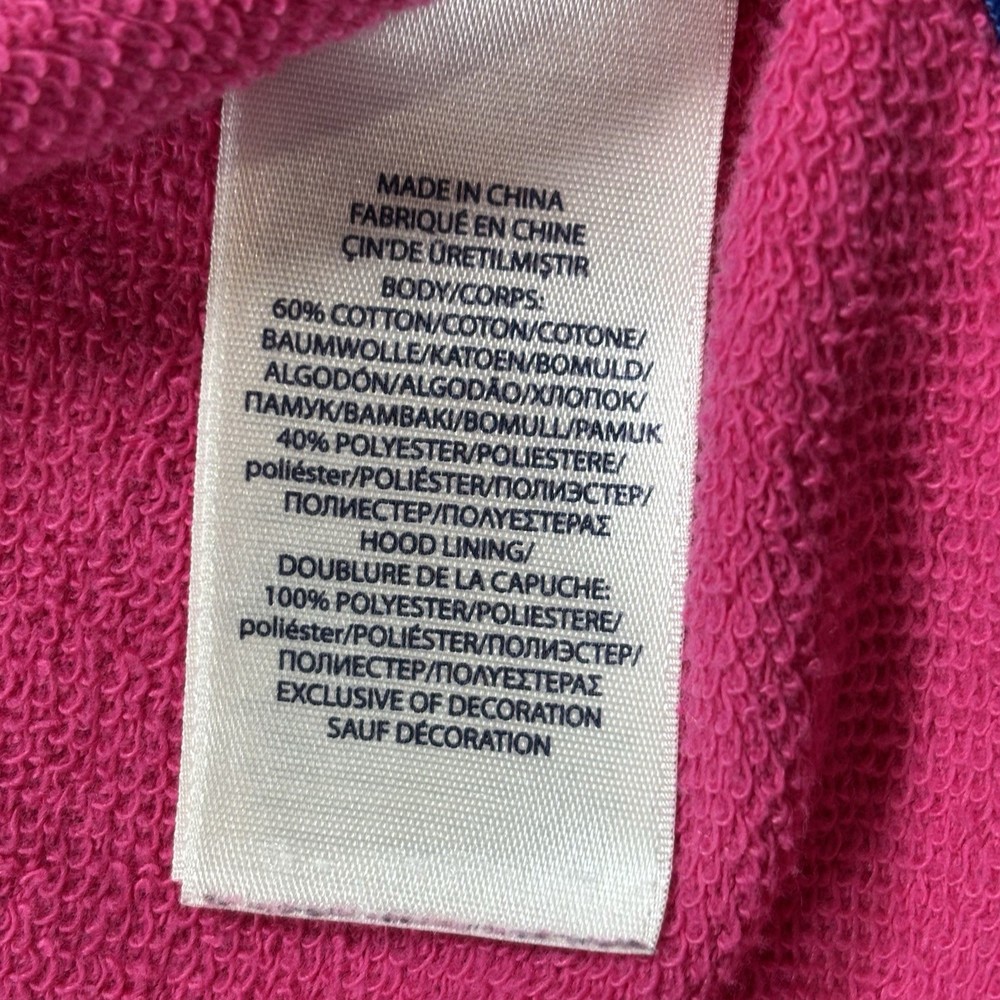 MADE IN CHINA
FABRIQUÉ EN CHINE
ÇIN'DE ÜRETILMIŞTIR
BODY/CORPS:
60% COTTON/COTON/COTONE/
BAUMWOLLE/KATOEN/BOMULD/
ALGODÓN/ALGODÃO/ХЛОПОК/
ПАМУК/ΒΑΜΒΑΚΙ/BOMULL/PAMUK
40% POLYESTER/POLIESTERE/
poliéster/POLIÉSTER/ПОЛИЭСТЕР/
ПОЛИЕСТЕР/ΠΟΛΥΕΣΤΕΡΑΣ
HOOD LINING/
DOUBLURE DE LA CAPUCHE:
100% POLYESTER/POLIESTERE/
poliéster/POLIÉSTER/ПОЛИЭСТЕР/
ПОЛИЕСТЕР/ΠΟΛΥΕΣΤΕΡΑΣ
EXCLUSIVE OF DECORATION
SAUF DÉCORATION